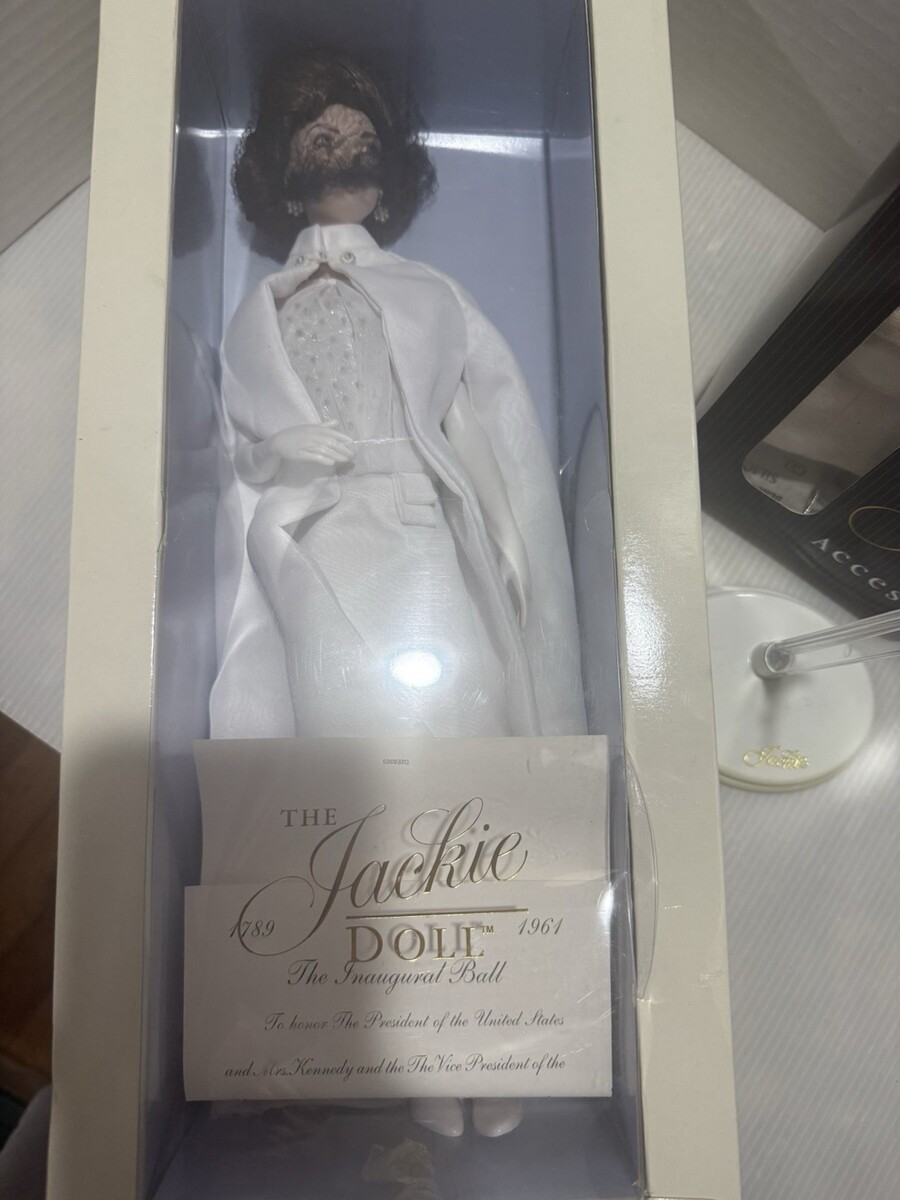 THE
Jackie
1789 1961
DOLL™
The Inaugural Ball
To honor The President of the United States
and Mrs. Kennedy and the The Vice President of the
Jackie
ACCES